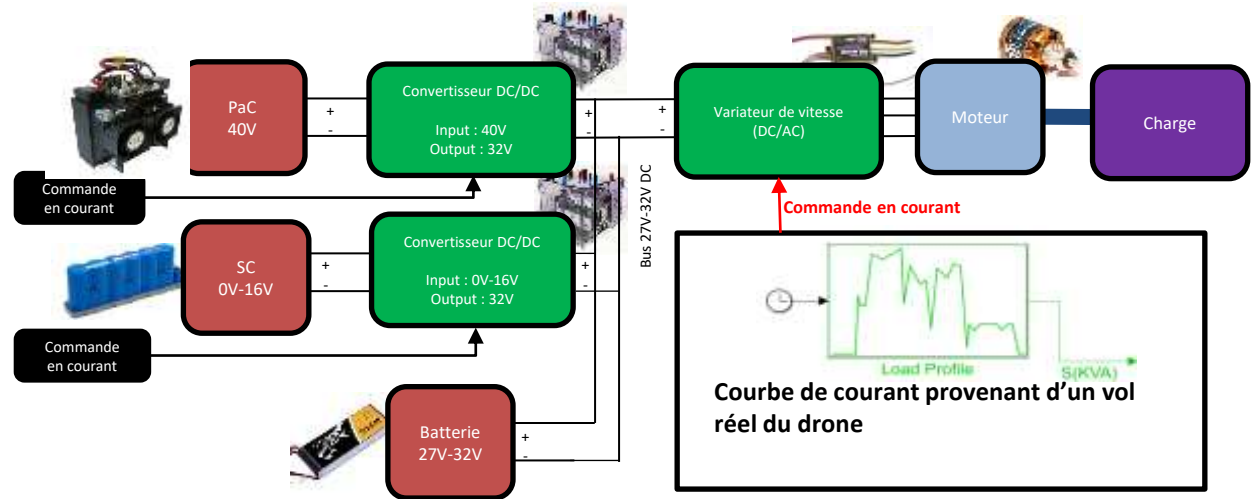 PaC
40V
+
-
Convertisseur DC/DC
Input : 40V
Output : 32V
+
-
+
-
Variateur de vitesse
(DC/AC)
Moteur
Charge
Commande
en courant
Bus 27V-32V DC
Commande en courant
SC
0V-16V
+
-
Convertisseur DC/DC
Input : 0V-16V
Output : 32V
+
-
Commande
en courant
Load Profile
S(KVA)
Courbe de courant provenant d’un vol
réel du drone
Batterie
27V-32V
+
-